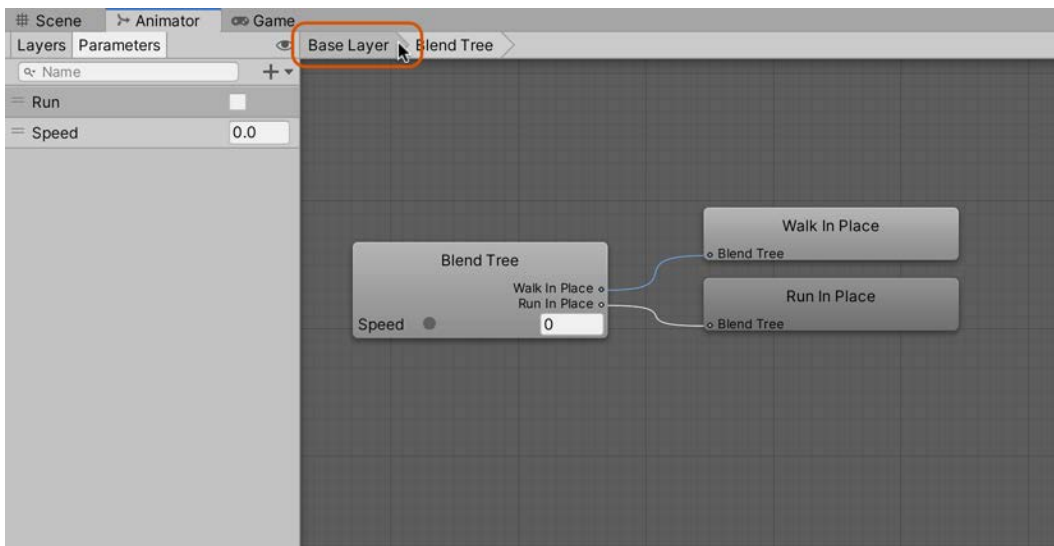 Scene Animator Game
Layers Parameters Base Layer Blend Tree
Name
Run
Speed 0.0
Walk In Place
Blend Tree
Blend Tree
Walk In Place
Run In Place
Speed 0
Run In Place
Blend Tree